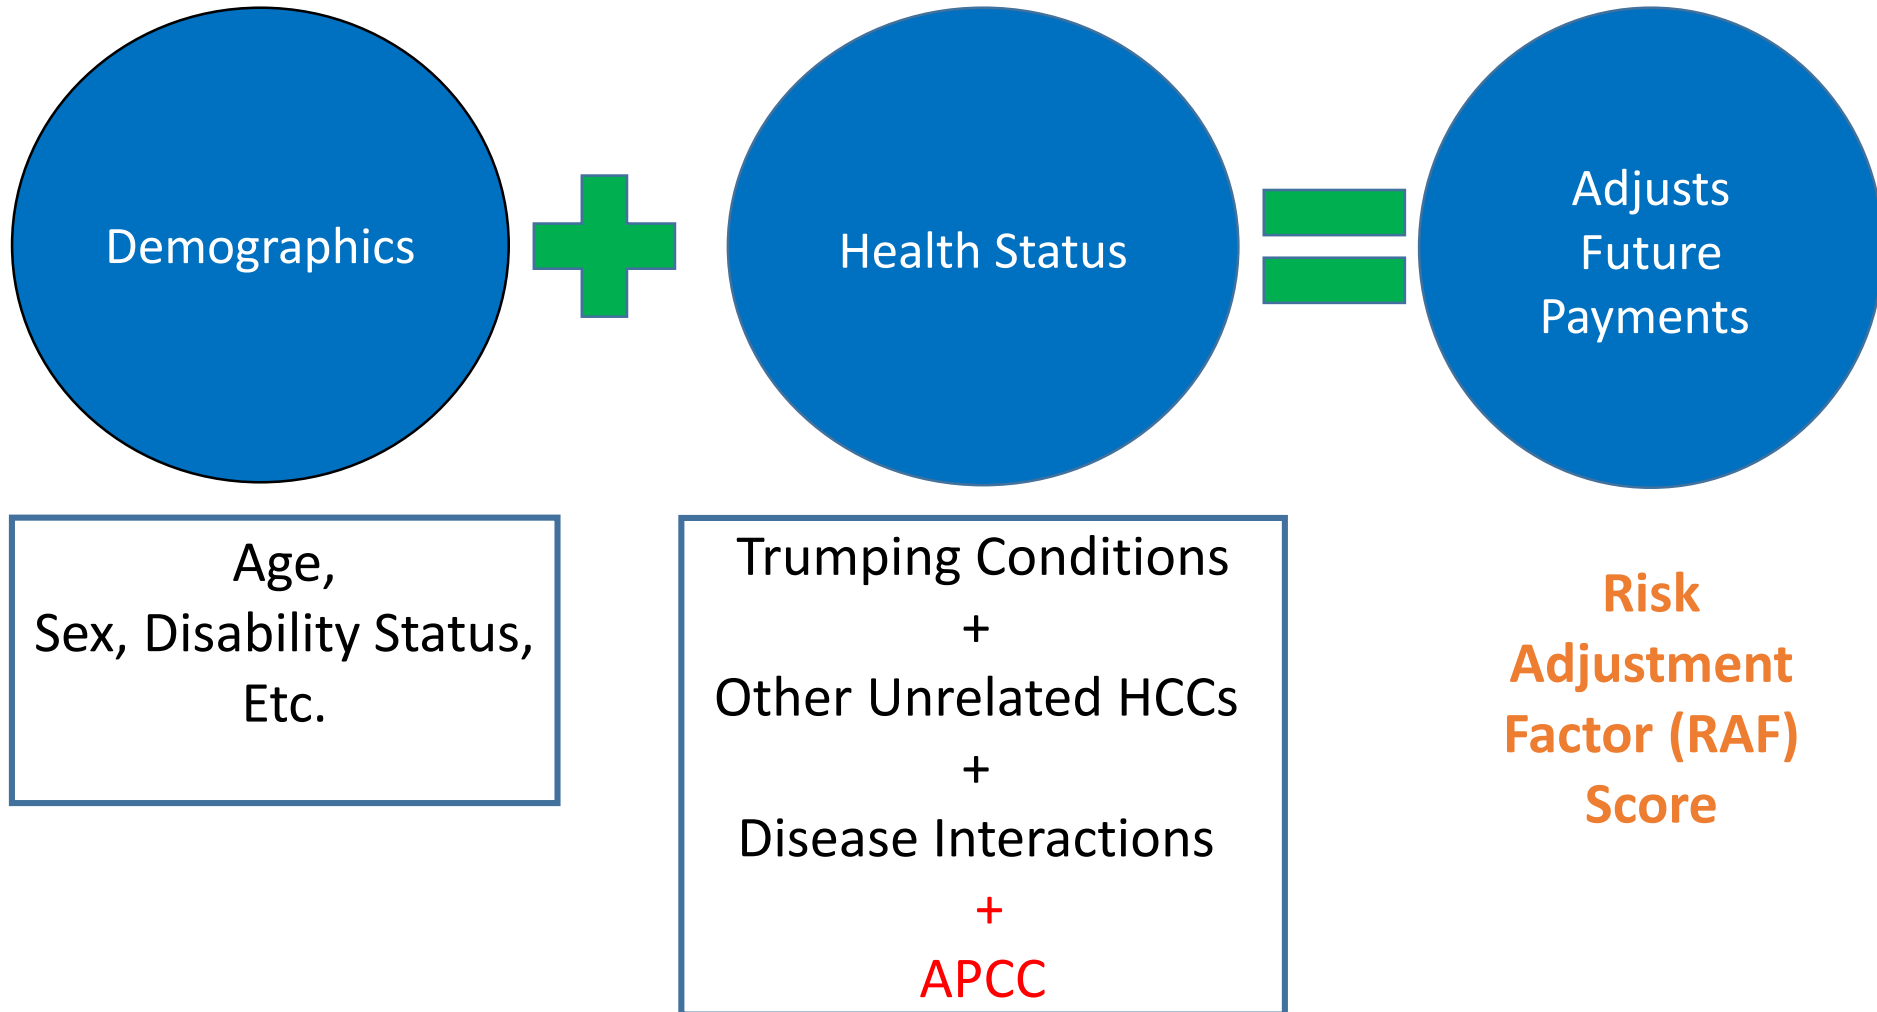 Demographics
Health Status
Adjusts
Future
Payments
Age,
Sex, Disability Status,
Etc.
Trumping Conditions
+
Other Unrelated HCCs
+
Disease Interactions
+
APCC
Risk
Adjustment
Factor (RAF)
Score